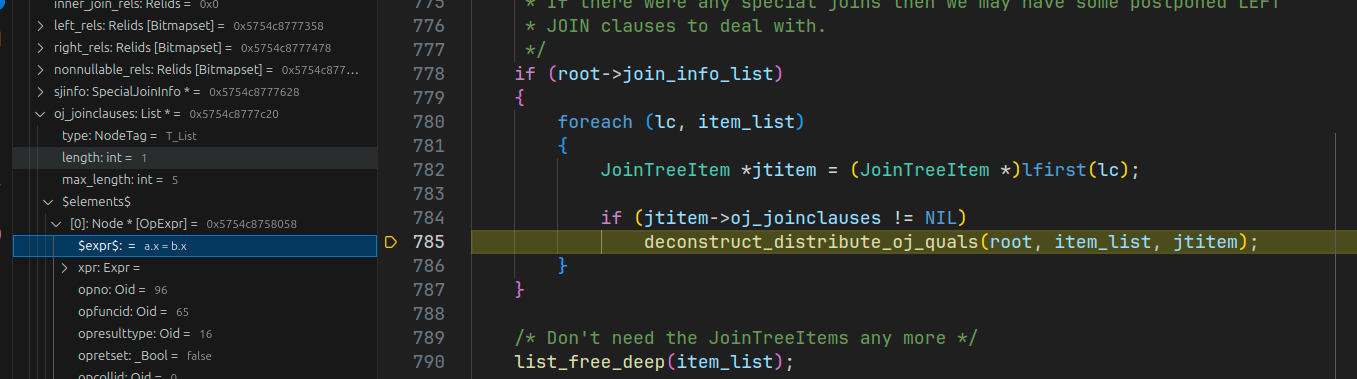 inner_join_rels: Relids = 0x0
left_rels: Relids [Bitmapset] = 0x5754c8777358
right_rels: Relids [Bitmapset] = 0x5754c8777478
nonnullable_rels: Relids [Bitmapset] = 0x5754c877…
sjinfo: SpecialJoinInfo * = 0x5754c8777628
oj_joinclauses: List * = 0x5754c8777c20
type: NodeTag = T_List
length: int = 1
max_length: int = 5
$elements$
[0]: Node * [OpExpr] = 0x5754c8758058
$expr$: = a.x = b.x
xpr: Expr =
opno: Oid = 96
opfuncid: Oid = 65
opresulttype: Oid = 16
opretset: _Bool = false
opcollid: Oid = 0
775 * If there were any special joins then we may have some postponed LEFT
776 * JOIN clauses to deal with.
777 */
778 if (root->join_info_list)
779 {
780 foreach (lc, item_list)
781 {
782 JoinTreeItem *jtitem = (JoinTreeItem *)lfirst(lc);
783
784 if (jtitem->oj_joinclauses != NIL)
785 deconstruct_distribute_oj_quals(root, item_list, jtitem);
786 }
787 }
788
789 /* Don't need the JoinTreeItems any more */
790 list_free_deep(item_list);